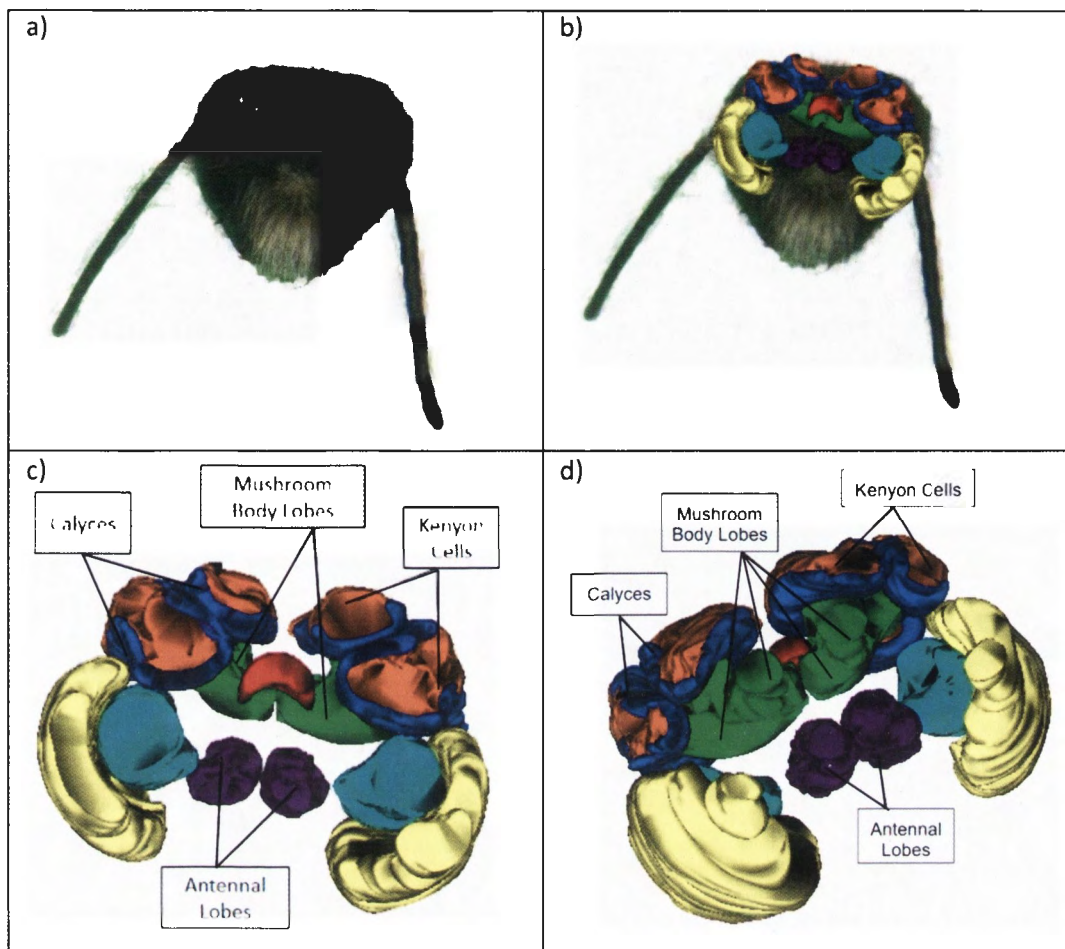 a)
b)
c)
Mushroom
Body Lobes
Calyces
Kenyon
Cells
Antennal
Lobes
d)
Kenyon Cells
Mushroom
Body Lobes
Calyces
Antennal
Lobes